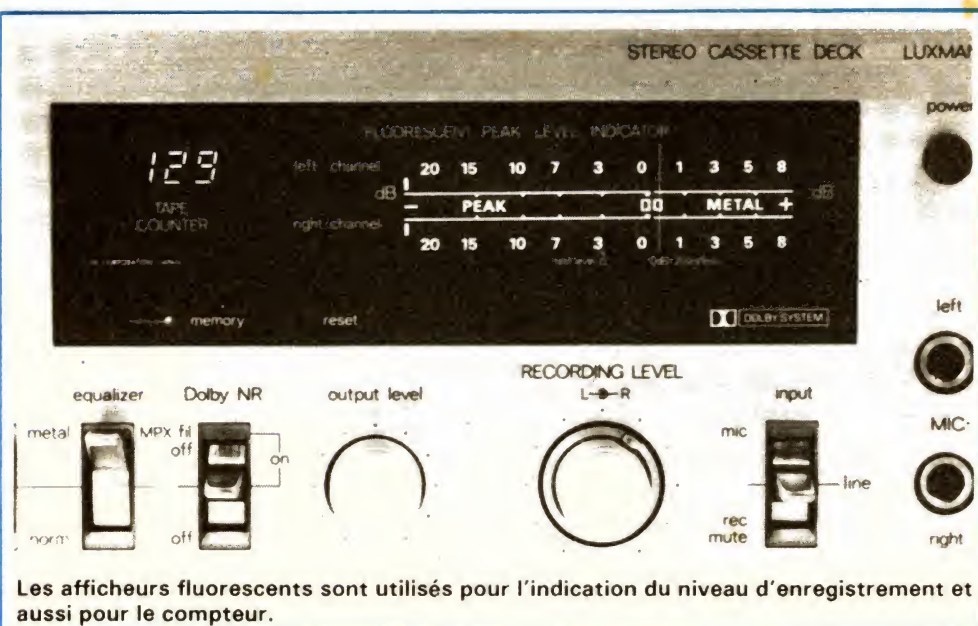 STEREO CASSETTE DECK LUXMAN
power
FLUORESCENT PEAK LEVEL INDICATOR
129
TAPE
COUNTER
left channel 20 15 10 7 3 0 1 3 5 8
dB - PEAK METAL + dB
right channel 20 15 10 7 3 0 1 3 5 8
memory reset DOLBY SYSTEM
left
RECORDING LEVEL
equalizer Dolby NR output level L R input
metal MPX fil
off on mic MIC
line
norm off rec
mute right
Les afficheurs fluorescents sont utilisés pour l'indication du niveau d'enregistrement et
aussi pour le compteur.